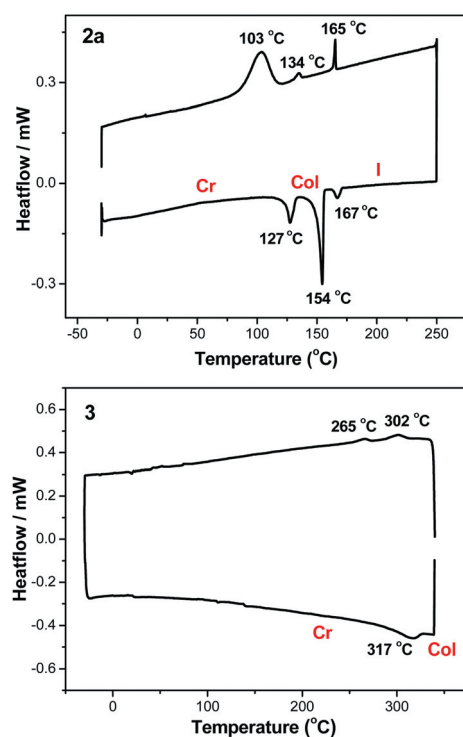 2a
103 °C
165 °C
134 °C
0.3
0.0
-0.3
Heatflow / mW
Cr
Col
I
127 °C
167 °C
154 °C
-50 0 50 100 150 200 250
Temperature (°C)
3
265 °C
302 °C
0.6
0.4
0.2
0.0
-0.2
-0.4
-0.6
Heatflow / mW
Cr
Col
317 °C
0 100 200 300
Temperature (°C)